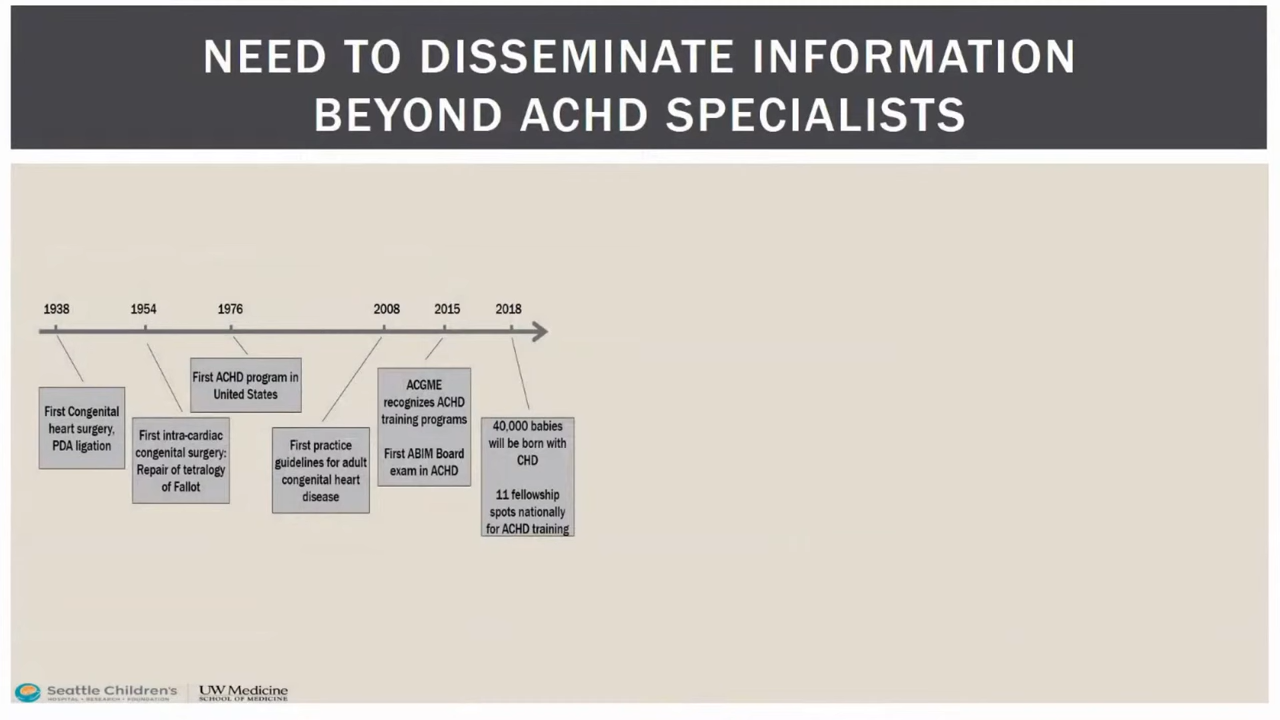 NEED TO DISSEMINATE INFORMATION
BEYOND ACHD SPECIALISTS
1938
1954
1976
2008
2015
2018
First Congenital
heart surgery,
PDA ligation
First intra-cardiac
congenital surgery:
Repair of tetralogy
of Fallot
First ACHD program in
United States
First practice
guidelines for adult
congenital heart
disease
ACGME
recognizes ACHD
training programs
First ABIM Board
exam in ACHD
40,000 babies
will be born with
CHD
11 fellowship
spots nationally
for ACHD training
Seattle Children's
HOSPITAL • RESEARCH • FOUNDATION
UW Medicine
SCHOOL OF MEDICINE